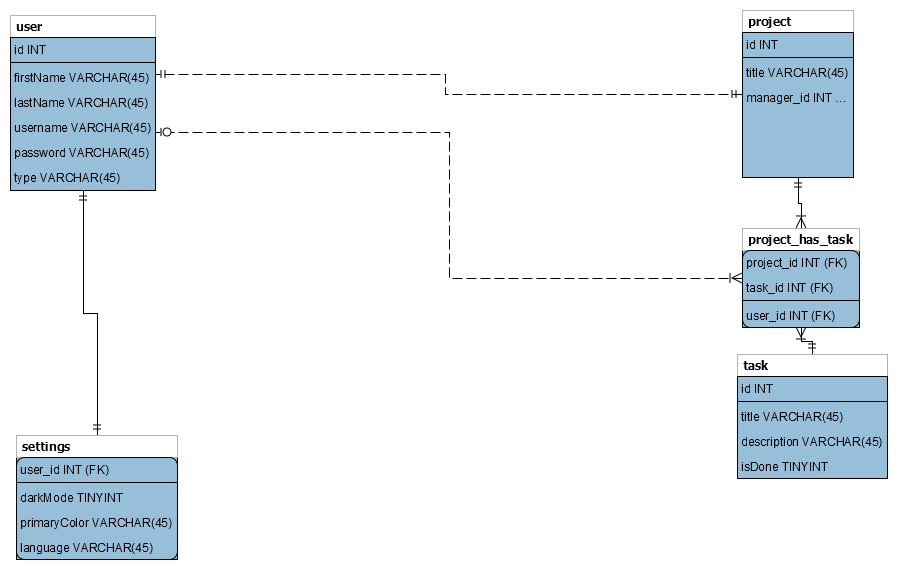 user
id INT
firstName VARCHAR(45)
lastName VARCHAR(45)
username VARCHAR(45)
password VARCHAR(45)
type VARCHAR(45)
project
id INT
title VARCHAR(45)
manager_id INT ...
project_has_task
project_id INT (FK)
task_id INT (FK)
user_id INT (FK)
task
id INT
title VARCHAR(45)
description VARCHAR(45)
isDone TINYINT
settings
user_id INT (FK)
darkMode TINYINT
primaryColor VARCHAR(45)
language VARCHAR(45)